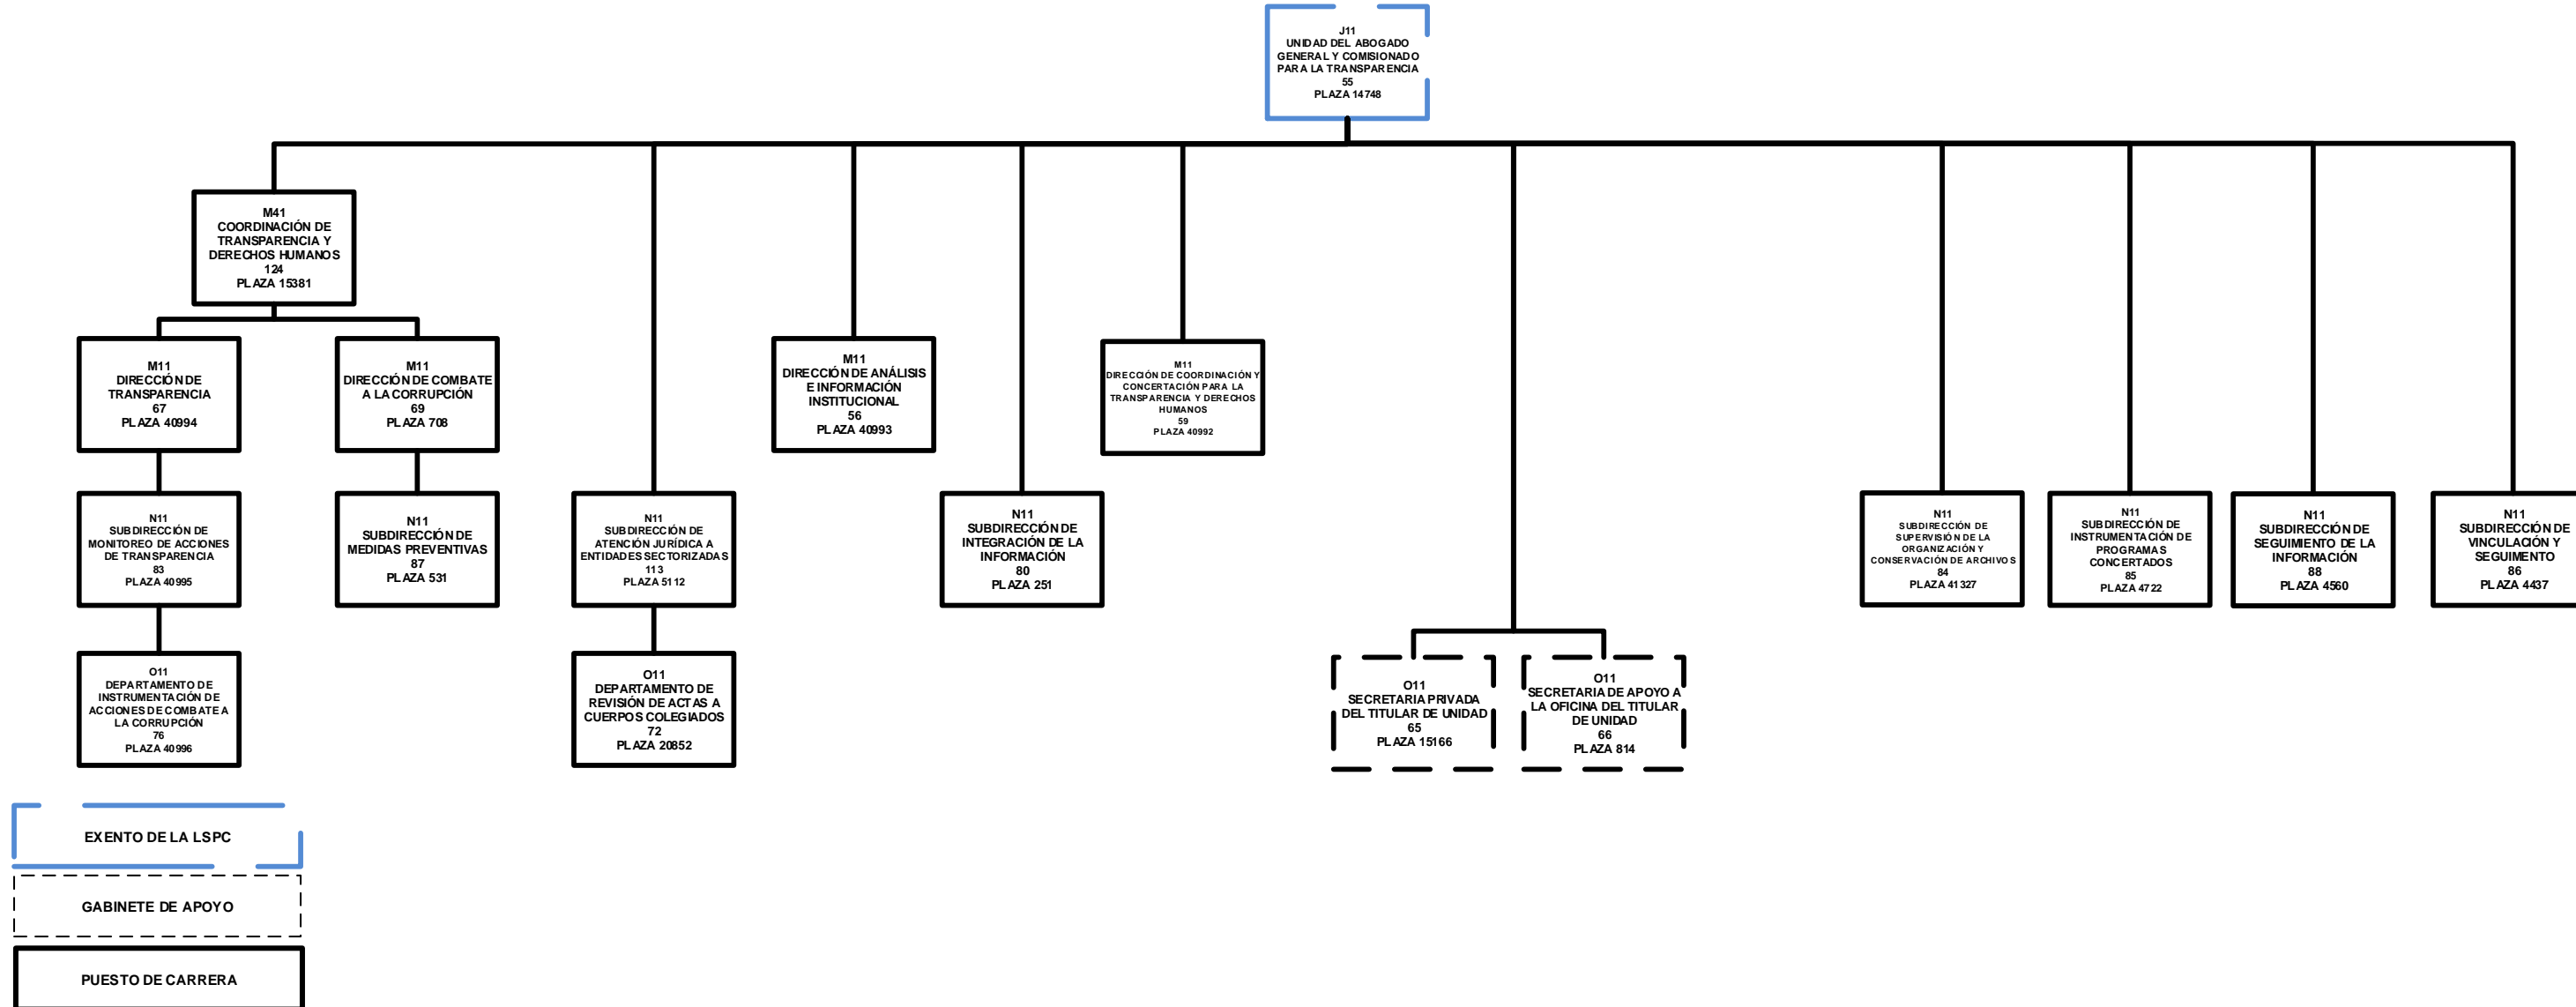 J11
UNIDAD DEL ABOGADO
GENERAL Y COMISIONADO
PARA LA TRANSPARENCIA
55
PLAZA 14748
M41
COORDINACIÓN DE
TRANSPARENCIA Y
DERECHOS HUMANOS
124
PLAZA 15381
M11
DIRECCIÓN DE
TRANSPARENCIA
67
PLAZA 40994
M11
DIRECCIÓN DE COMBATE
A LA CORRUPCIÓN
69
PLAZA 708
M11
DIRECCIÓN DE ANÁLISIS
E INFORMACIÓN
INSTITUCIONAL
56
PLAZA 40993
M11
DIRECCIÓN DE COORDINACIÓN Y
CONCERTACIÓN PARA LA
TRANSPARENCIA Y DERECHOS
HUMANOS
59
PLAZA 40992
N11
SUBDIRECCIÓN DE
MONITOREO DE ACCIONES
DE TRANSPARENCIA
83
PLAZA 40995
N11
SUBDIRECCIÓN DE
MEDIDAS PREVENTIVAS
87
PLAZA 531
N11
SUBDIRECCIÓN DE
ATENCIÓN JURÍDICA A
ENTIDADES SECTORIZADAS
113
PLAZA 5112
N11
SUBDIRECCIÓN DE
INTEGRACIÓN DE LA
INFORMACIÓN
80
PLAZA 251
N11
SUBDIRECCIÓN DE
SUPERVISIÓN DE LA
ORGANIZACIÓN Y
CONSERVACIÓN DE ARCHIVOS
84
PLAZA 41327
N11
SUBDIRECCIÓN DE
INSTRUMENTACIÓN DE
PROGRAMAS
CONCERTADOS
85
PLAZA 4722
N11
SUBDIRECCIÓN DE
SEGUIMIENTO DE LA
INFORMACIÓN
88
PLAZA 4560
N11
SUBDIRECCIÓN DE
VINCULACIÓN Y
SEGUIMENTO
86
PLAZA 4437
O11
DEPARTAMENTO DE
INSTRUMENTACIÓN DE
ACCIONES DE COMBATE A
LA CORRUPCIÓN
76
PLAZA 40996
O11
DEPARTAMENTO DE
REVISIÓN DE ACTAS A
CUERPOS COLEGIADOS
72
PLAZA 20852
O11
SECRETARIA PRIVADA
DEL TITULAR DE UNIDAD
65
PLAZA 15166
O11
SECRETARIA DE APOYO A
LA OFICINA DEL TITULAR
DE UNIDAD
66
PLAZA 814
EXENTO DE LA LSPC
GABINETE DE APOYO
PUESTO DE CARRERA